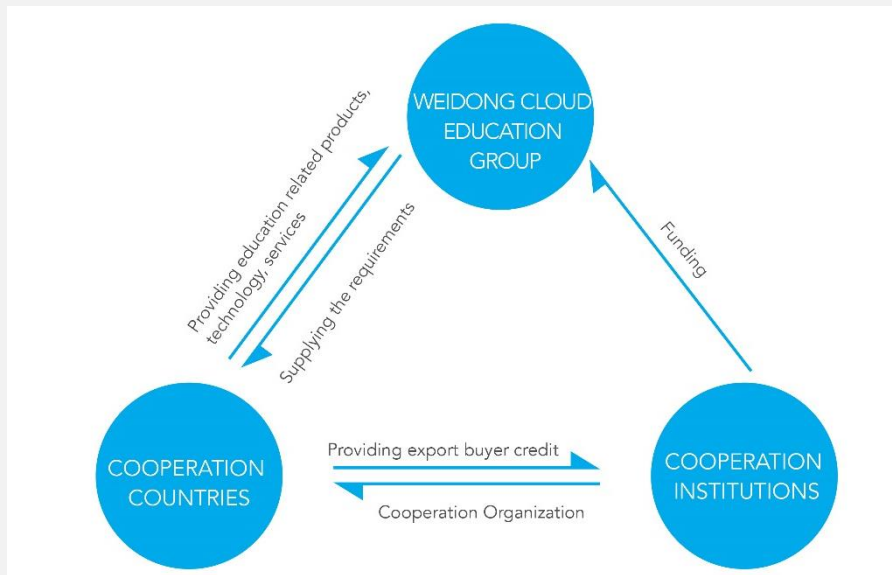 WEIDONG CLOUD
EDUCATION
GROUP
Providing education related products,
technology, services
Supplying the requirements
Funding
COOPERATION
COUNTRIES
Providing export buyer credit
Cooperation Organization
COOPERATION
INSTITUTIONS